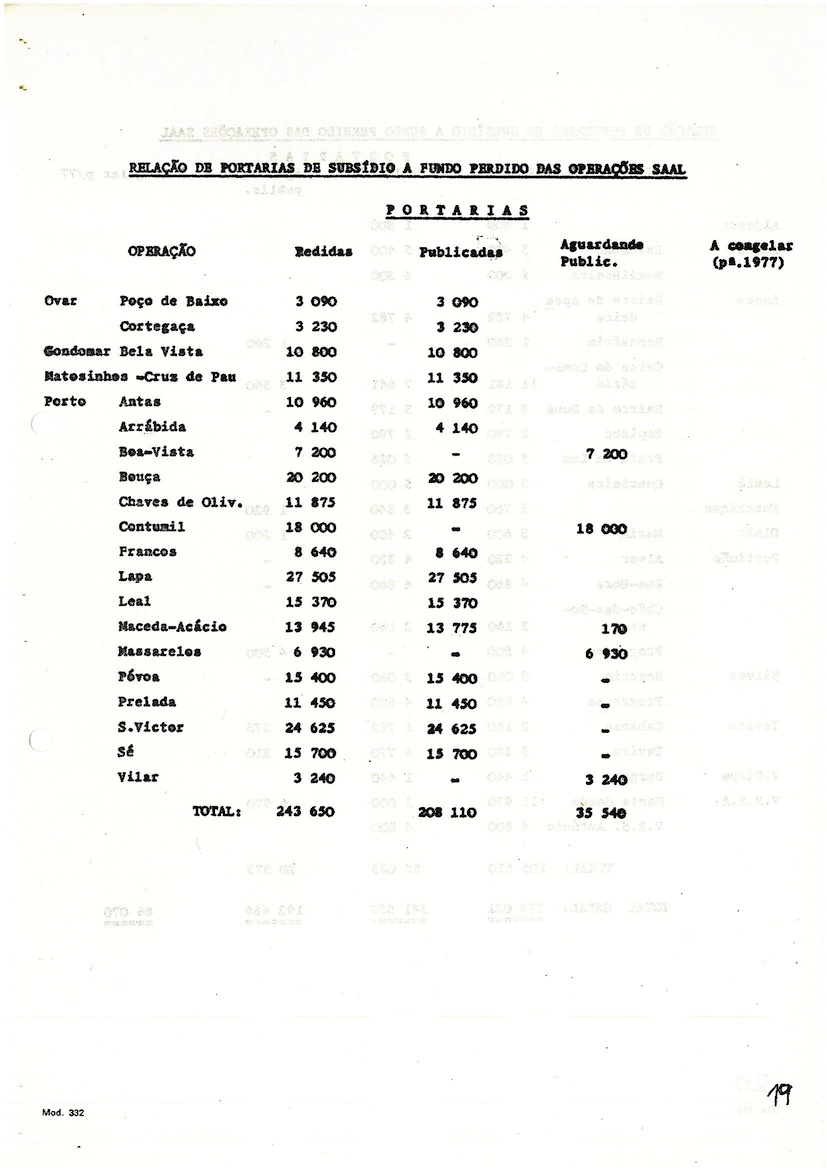 RELAÇÃO DE PORTARIAS DE SUBSÍDIO A FUNDO PERDIDO DAS OPERAÇÕES SAAL
PORTARIAS
OPERAÇÃO Redidas Publicadas Aguardando Public. A congelar (pª.1977)
Ovar Poço de Baixo 3 090 3 090
Cortegaça 3 230 3 230
Gondomar Bela Vista 10 800 10 800
Matosinhos -Cruz de Pau 11 350 11 350
Porto Antas 10 960 10 960
Arrábida 4 140 4 140
Boa-Vista 7 200 - 7 200
Bouça 20 200 20 200
Chaves de Oliv. 11 875 11 875
Contumil 18 000 - 18 000
Francos 8 640 8 640
Lapa 27 505 27 505
Leal 15 370 15 370
Maceda-Acácio 13 945 13 775 170
Massarelos 6 930 - 6 930
Póvoa 15 400 15 400 -
Prelada 11 450 11 450 -
S.Victor 24 625 24 625 -
Sé 15 700 15 700 -
Vilar 3 240 - 3 240
TOTAL: 243 650 208 110 35 540
19
Mod. 332